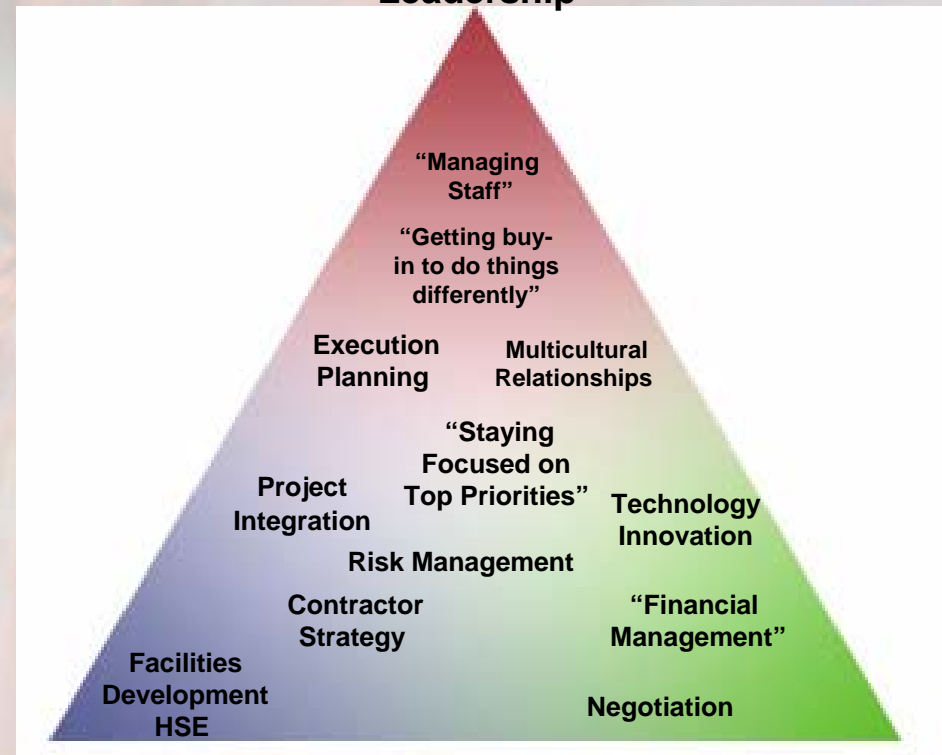 Leadership
“Managing
Staff”
“Getting buy-
in to do things
differently”
Execution
Planning
Multicultural
Relationships
“Staying
Focused on
Top Priorities”
Project
Integration
Technology
Innovation
Risk Management
Contractor
Strategy
“Financial
Management”
Facilities
Development
HSE
Negotiation